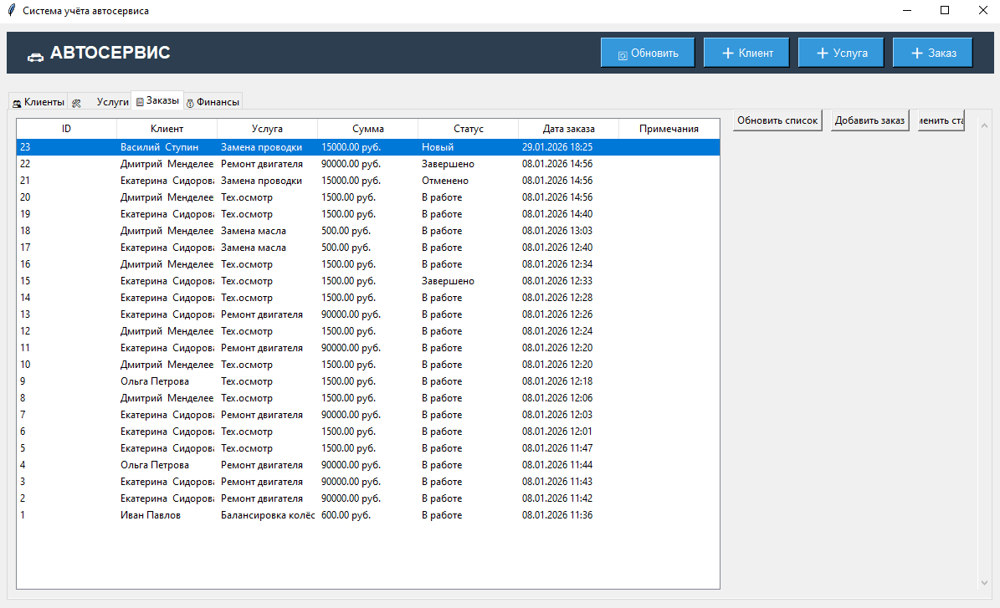 Система учёта автосервиса
АВТОСЕРВИС Обновить + Клиент + Услуга + Заказ
Клиенты Услуги Заказы Финансы
Обновить список Добавить заказ менить ста
ID Клиент Услуга Сумма Статус Дата заказа Примечания
23 Василий Ступин Замена проводки 15000.00 руб. Новый 29.01.2026 18:25
22 Дмитрий Менделее Ремонт двигателя 90000.00 руб. Завершено 08.01.2026 14:56
21 Екатерина Сидорова Замена проводки 15000.00 руб. Отменено 08.01.2026 14:56
20 Дмитрий Менделее Тех.осмотр 1500.00 руб. В работе 08.01.2026 14:56
19 Екатерина Сидорова Тех.осмотр 1500.00 руб. В работе 08.01.2026 14:40
18 Дмитрий Менделее Замена масла 500.00 руб. В работе 08.01.2026 13:03
17 Екатерина Сидорова Замена масла 500.00 руб. В работе 08.01.2026 12:40
16 Дмитрий Менделее Тех.осмотр 1500.00 руб. В работе 08.01.2026 12:34
15 Екатерина Сидорова Тех.осмотр 1500.00 руб. Завершено 08.01.2026 12:33
14 Екатерина Сидорова Тех.осмотр 1500.00 руб. В работе 08.01.2026 12:28
13 Екатерина Сидорова Ремонт двигателя 90000.00 руб. В работе 08.01.2026 12:26
12 Дмитрий Менделее Тех.осмотр 1500.00 руб. В работе 08.01.2026 12:24
11 Екатерина Сидорова Ремонт двигателя 90000.00 руб. В работе 08.01.2026 12:20
10 Дмитрий Менделее Тех.осмотр 1500.00 руб. В работе 08.01.2026 12:20
9 Ольга Петрова Тех.осмотр 1500.00 руб. В работе 08.01.2026 12:18
8 Дмитрий Менделее Тех.осмотр 1500.00 руб. В работе 08.01.2026 12:06
7 Екатерина Сидорова Ремонт двигателя 90000.00 руб. В работе 08.01.2026 12:03
6 Екатерина Сидорова Тех.осмотр 1500.00 руб. В работе 08.01.2026 12:01
5 Екатерина Сидорова Тех.осмотр 1500.00 руб. В работе 08.01.2026 11:47
4 Ольга Петрова Ремонт двигателя 90000.00 руб. В работе 08.01.2026 11:44
3 Екатерина Сидорова Ремонт двигателя 90000.00 руб. В работе 08.01.2026 11:43
2 Екатерина Сидорова Ремонт двигателя 90000.00 руб. В работе 08.01.2026 11:42
1 Иван Павлов Балансировка колёс 600.00 руб. В работе 08.01.2026 11:36